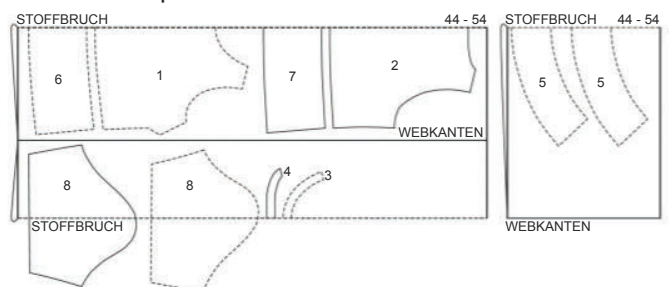 STOFFBRUCH 44 - 54
6 1 7 2
WEBKANTEN
8 8 4 3
STOFFBRUCH
STOFFBRUCH 44 - 54
5 5
WEBKANTEN